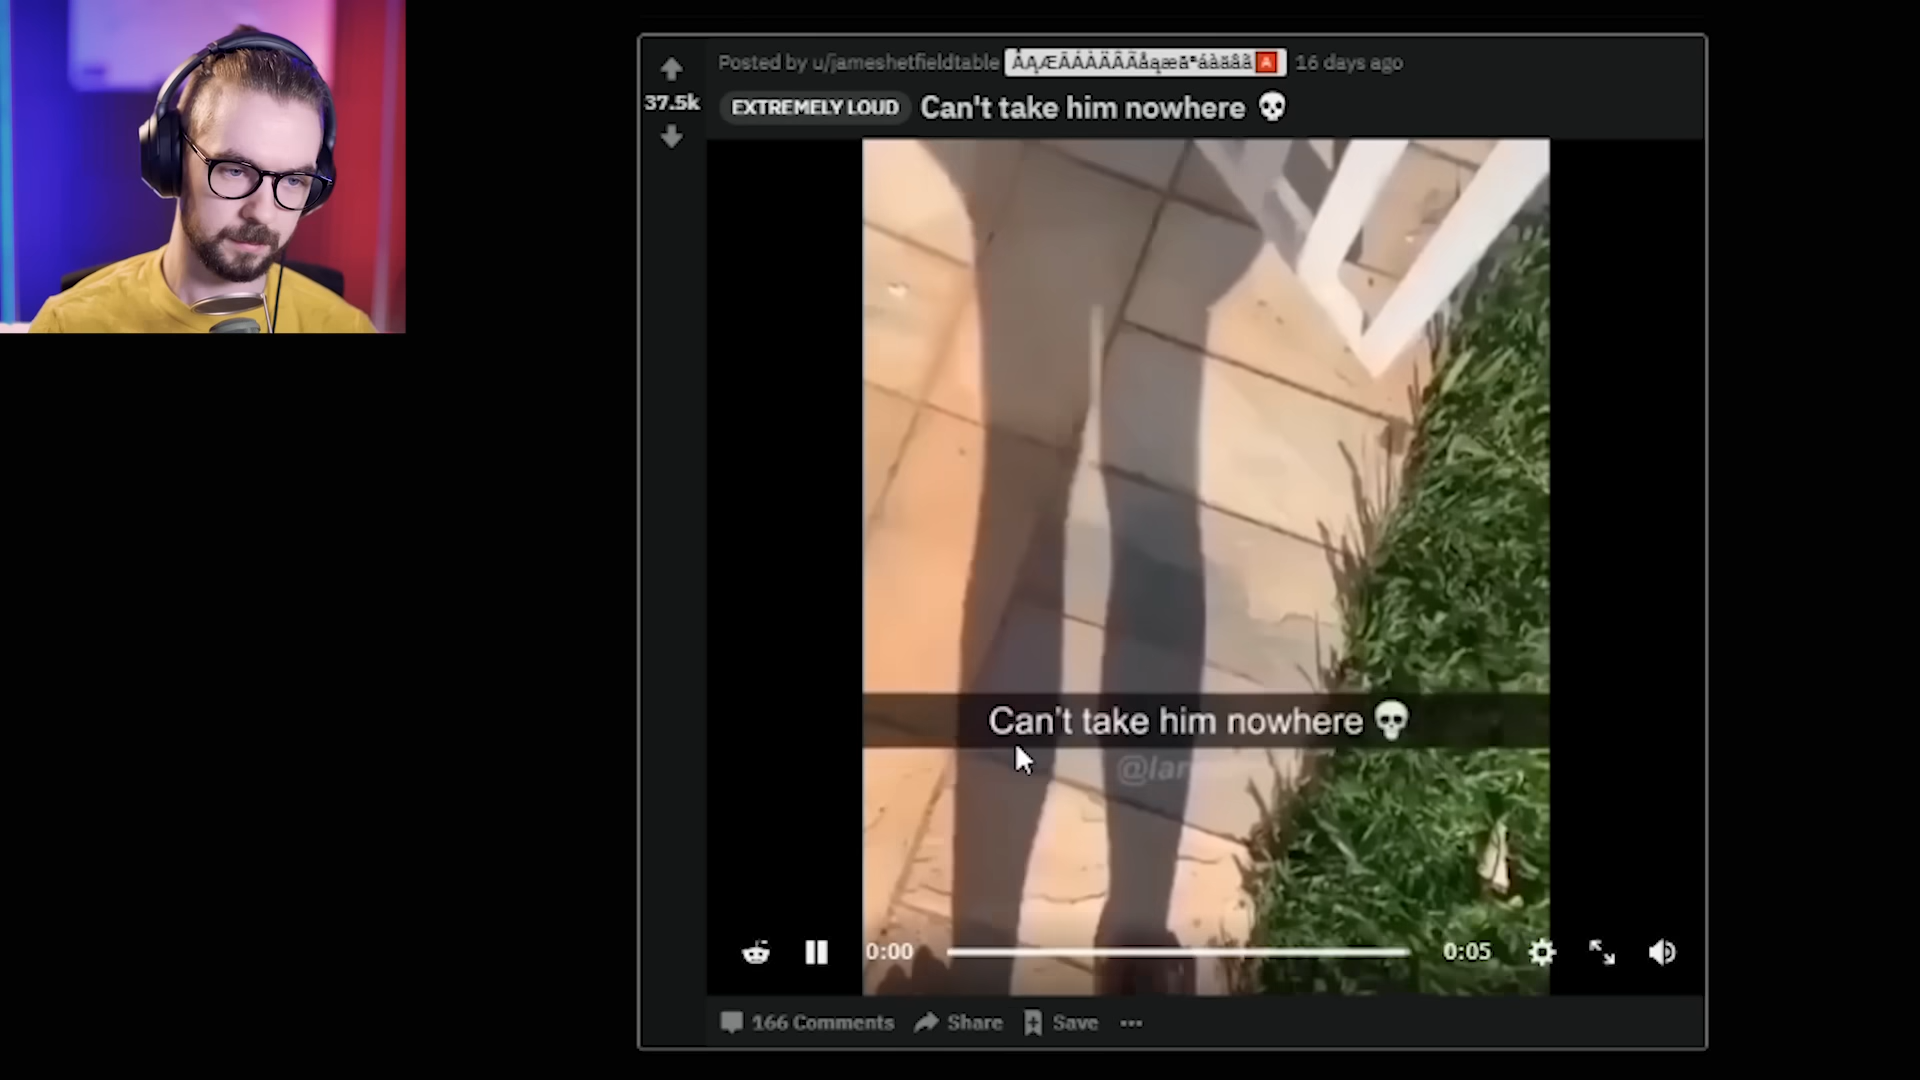 Posted by u/jameshetfieldtable 16 days ago
37.5k
EXTREMELY LOUD Can't take him nowhere 💀
Can't take him nowhere 💀
@lar
0:00 0:05
166 Comments Share Save ...